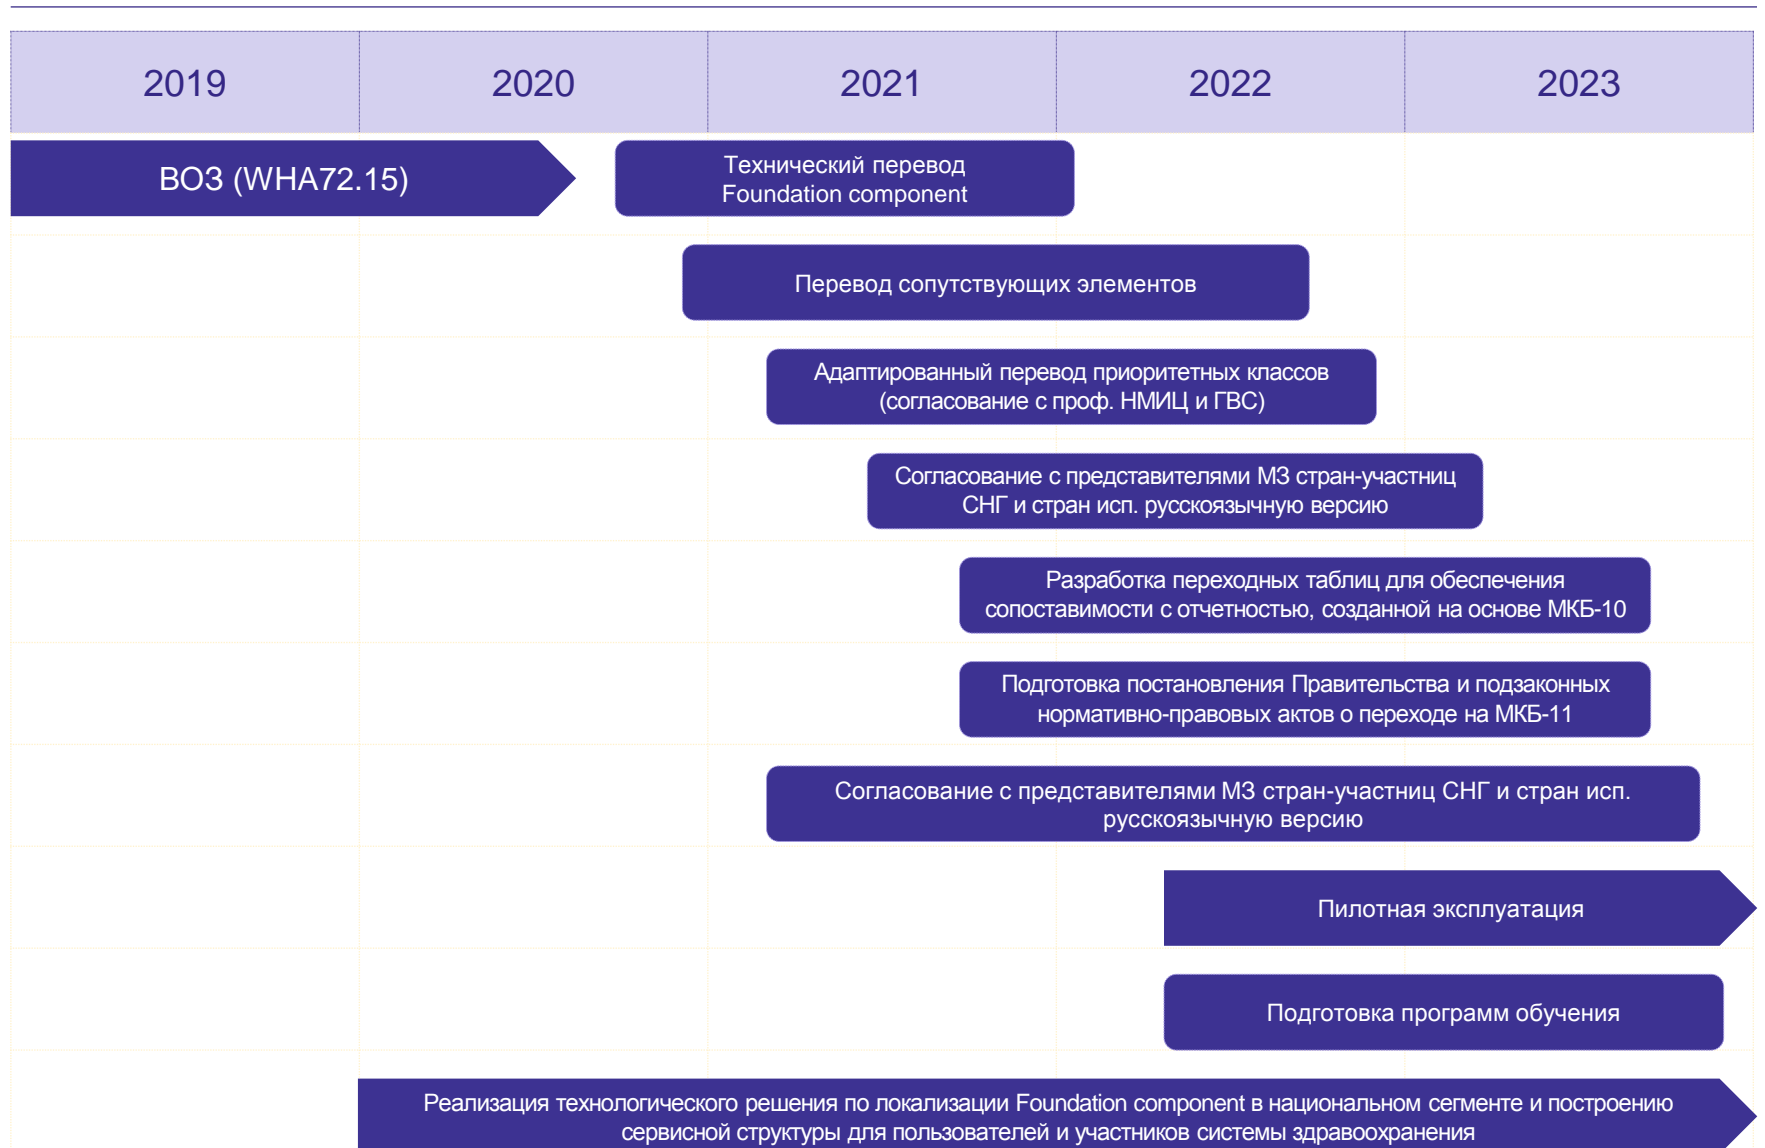 2019 2020 2021 2022 2023
ВОЗ (WHA72.15)
Технический перевод
Foundation component
Перевод сопутствующих элементов
Адаптированный перевод приоритетных классов
(согласование с проф. НМИЦ и ГВС)
Согласование с представителями МЗ стран-участниц
СНГ и стран исп. русскоязычную версию
Разработка переходных таблиц для обеспечения
сопоставимости с отчетностью, созданной на основе МКБ-10
Подготовка постановления Правительства и подзаконных
нормативно-правовых актов о переходе на МКБ-11
Согласование с представителями МЗ стран-участниц СНГ и стран исп.
русскоязычную версию
Пилотная эксплуатация
Подготовка программ обучения
Реализация технологического решения по локализации Foundation component в национальном сегменте и построению
сервисной структуры для пользователей и участников системы здравоохранения